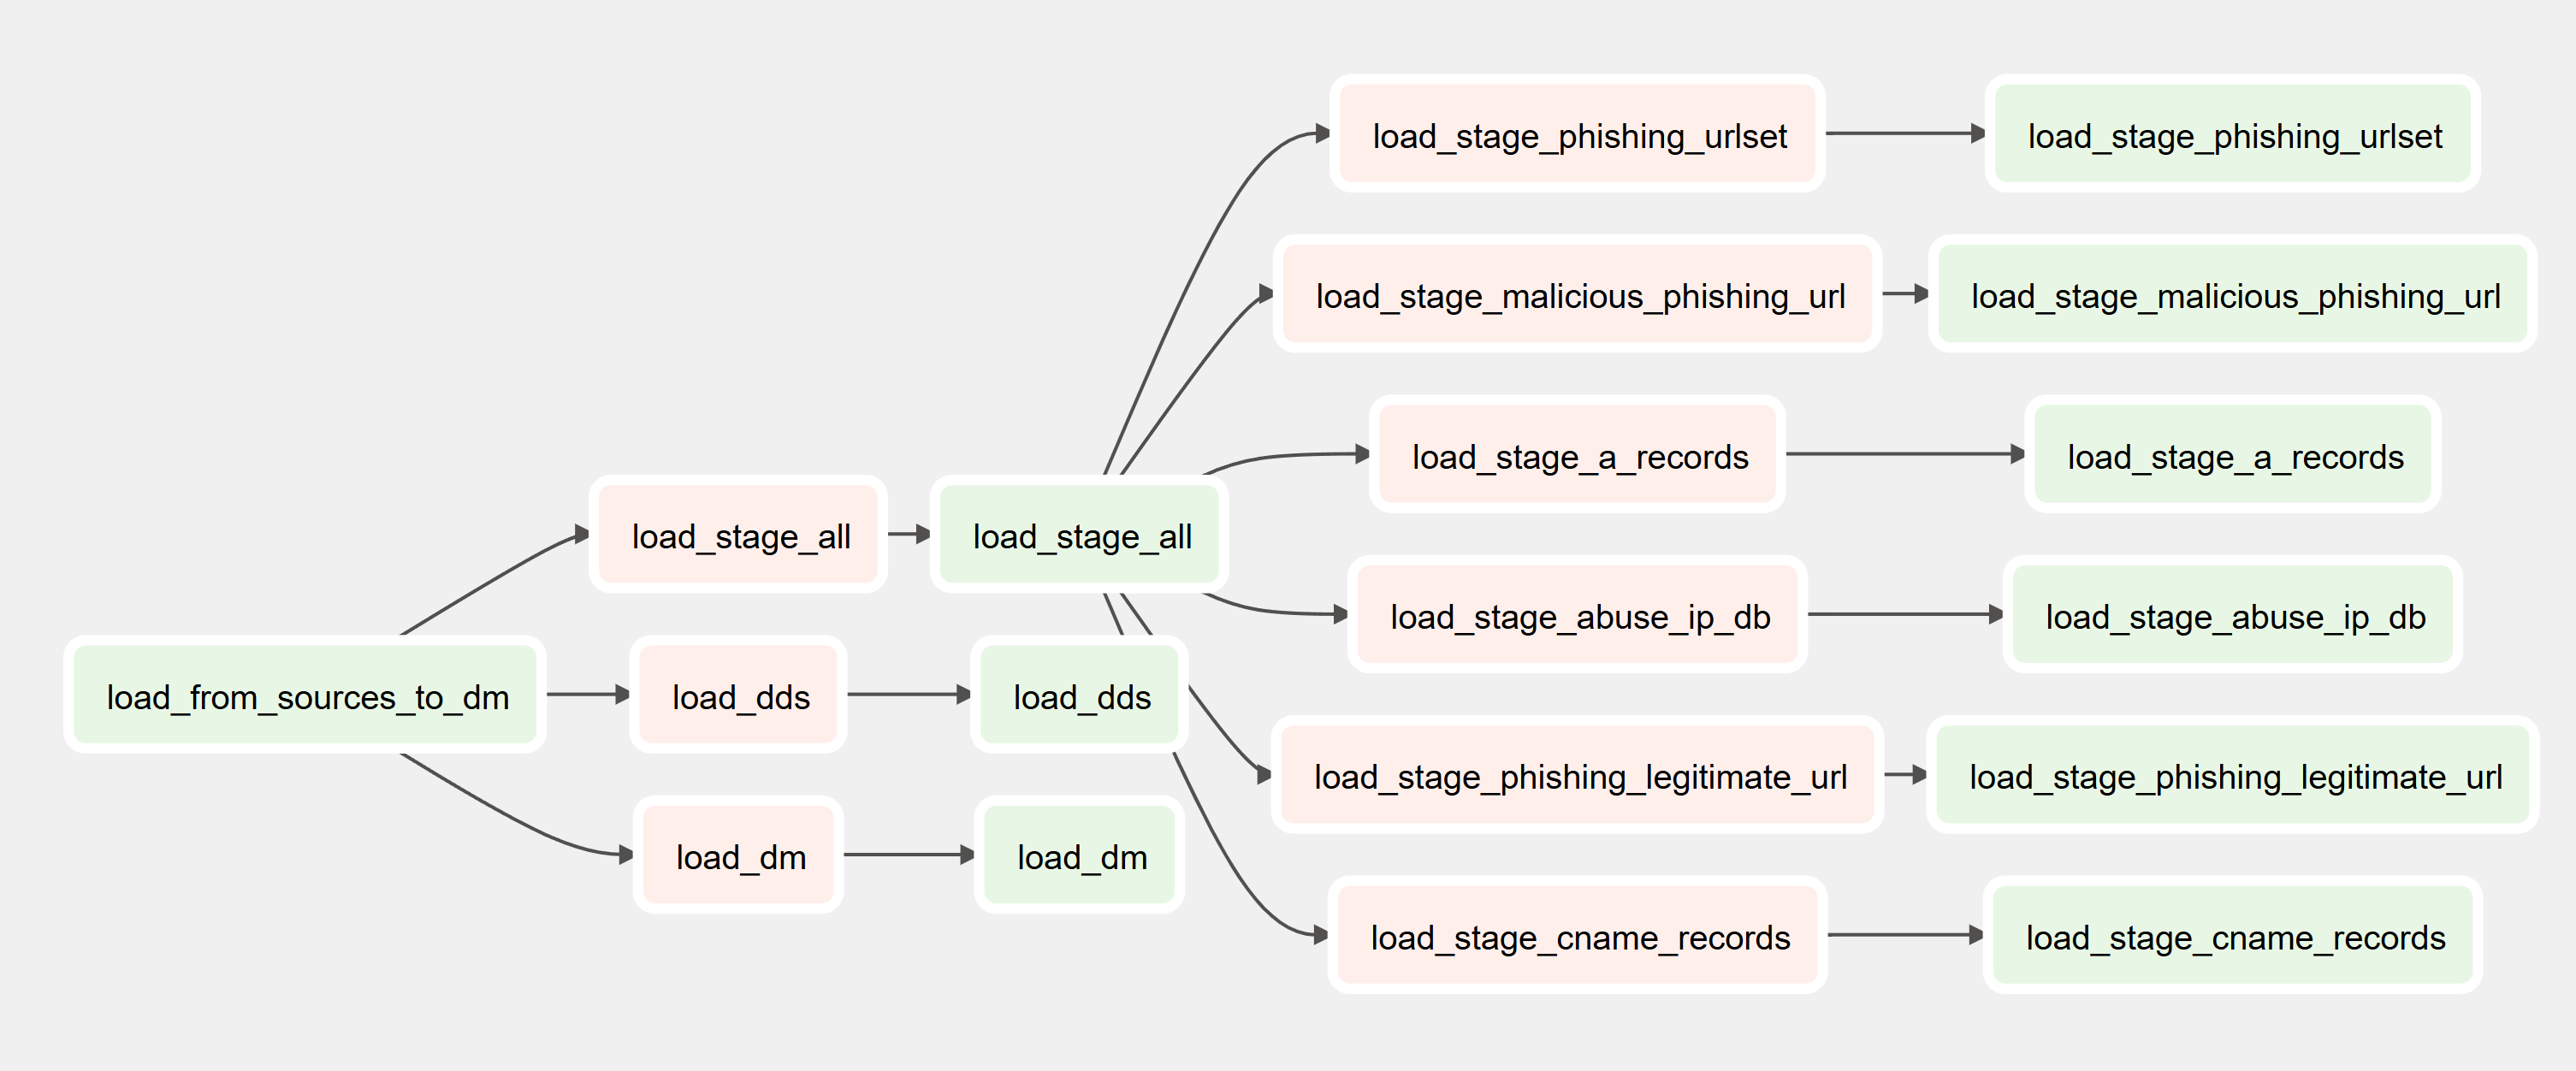 load_stage_phishing_urlset
load_stage_phishing_urlset
load_stage_malicious_phishing_url
load_stage_malicious_phishing_url
load_stage_a_records
load_stage_a_records
load_stage_all
load_stage_all
load_stage_abuse_ip_db
load_stage_abuse_ip_db
load_from_sources_to_dm
load_dds
load_dds
load_stage_phishing_legitimate_url
load_stage_phishing_legitimate_url
load_dm
load_dm
load_stage_cname_records
load_stage_cname_records